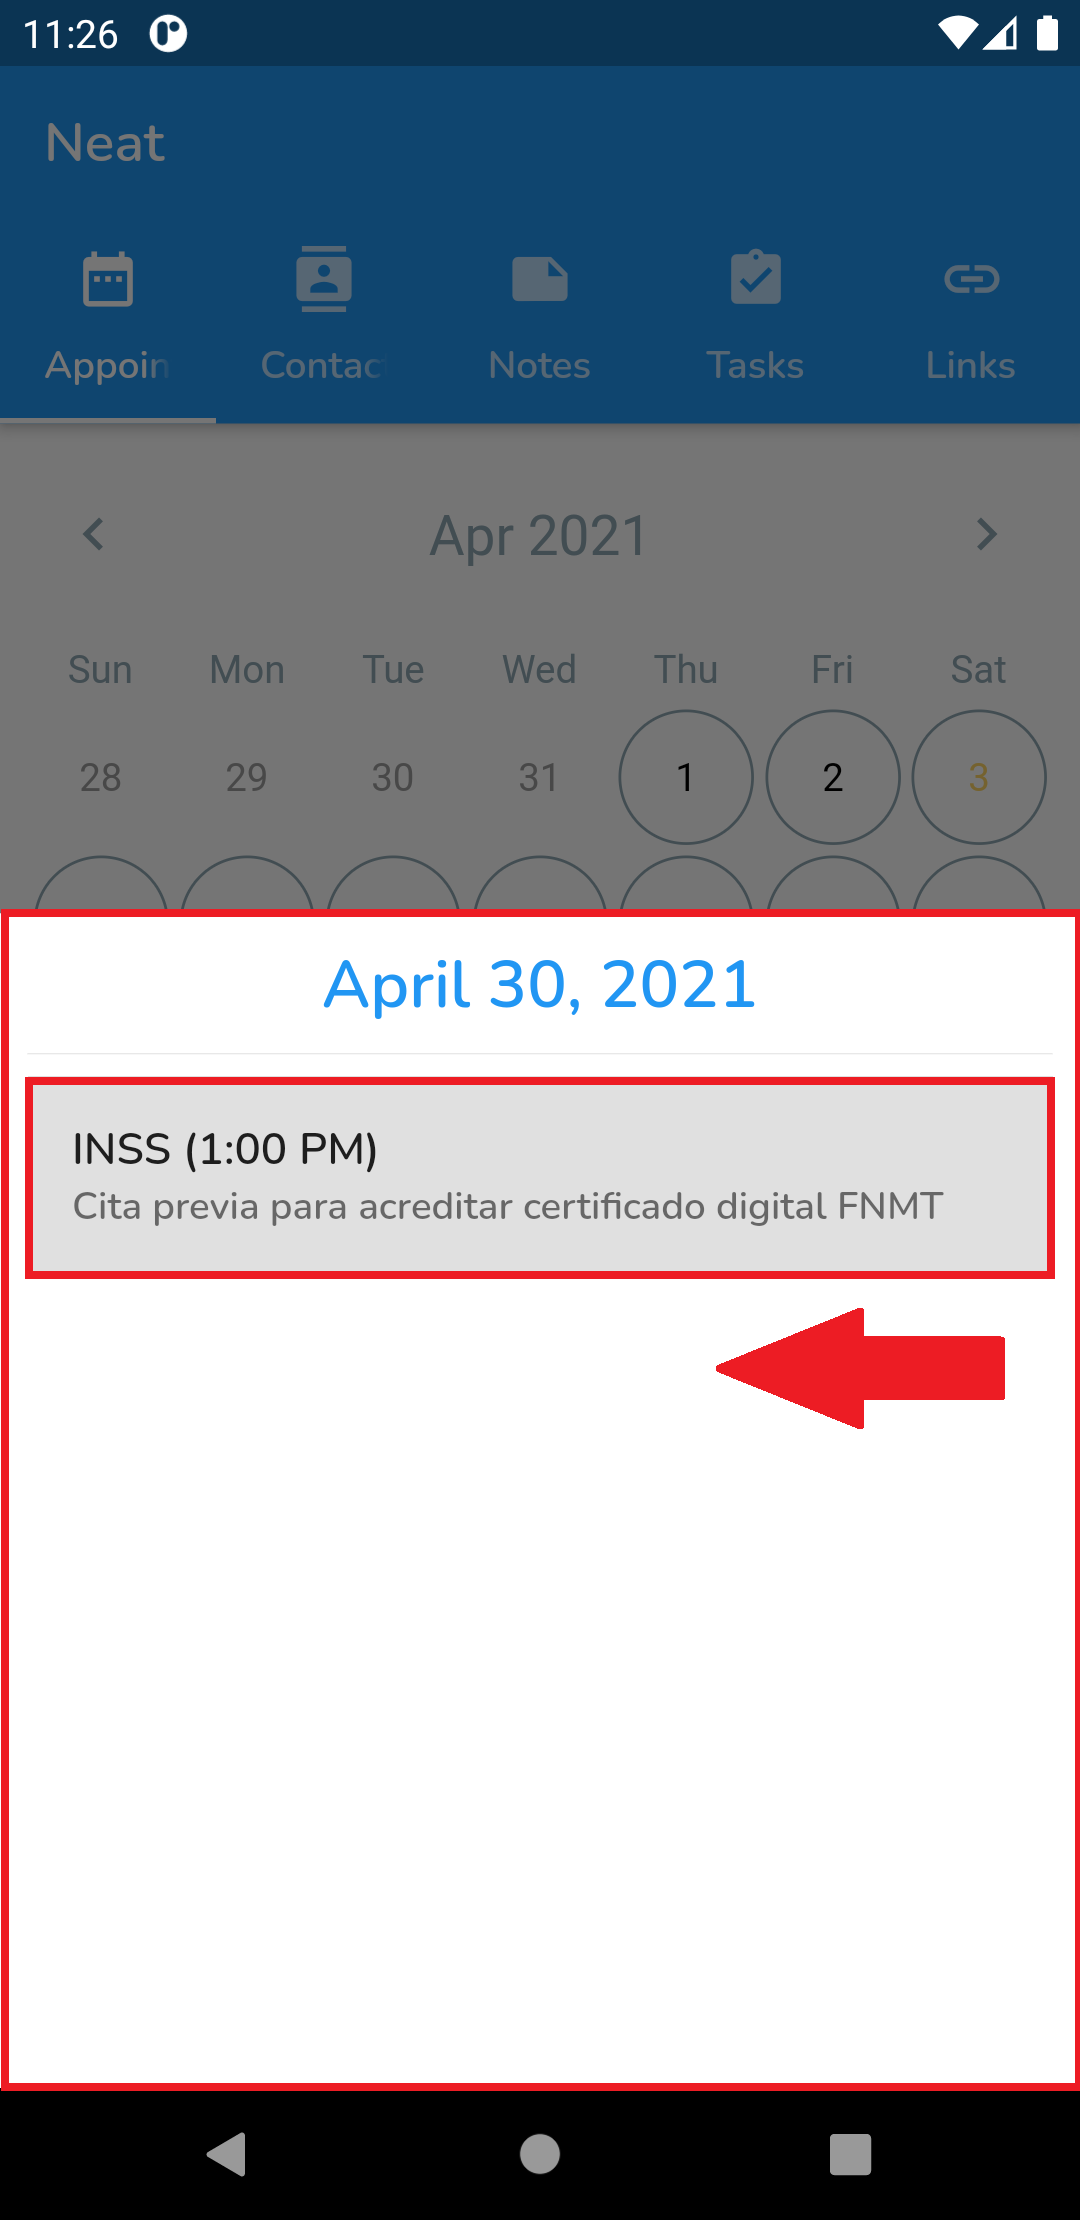 11:26
Neat
Appoin
Contac
Notes
Tasks
Links
Apr 2021
Sun Mon Tue Wed Thu Fri Sat
28 29 30 31 1 2 3
April 30, 2021
INSS (1:00 PM)
Cita previa para acreditar certificado digital FNMT